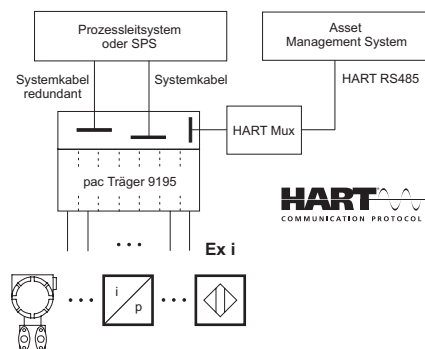 Prozessleitsystem
oder SPS
Asset
Management System
Systemkabel
redundant
Systemkabel
HART RS485
HART Mux
pac Träger 9195
Ex i
HART
COMMUNICATION PROTOCOL
i
p